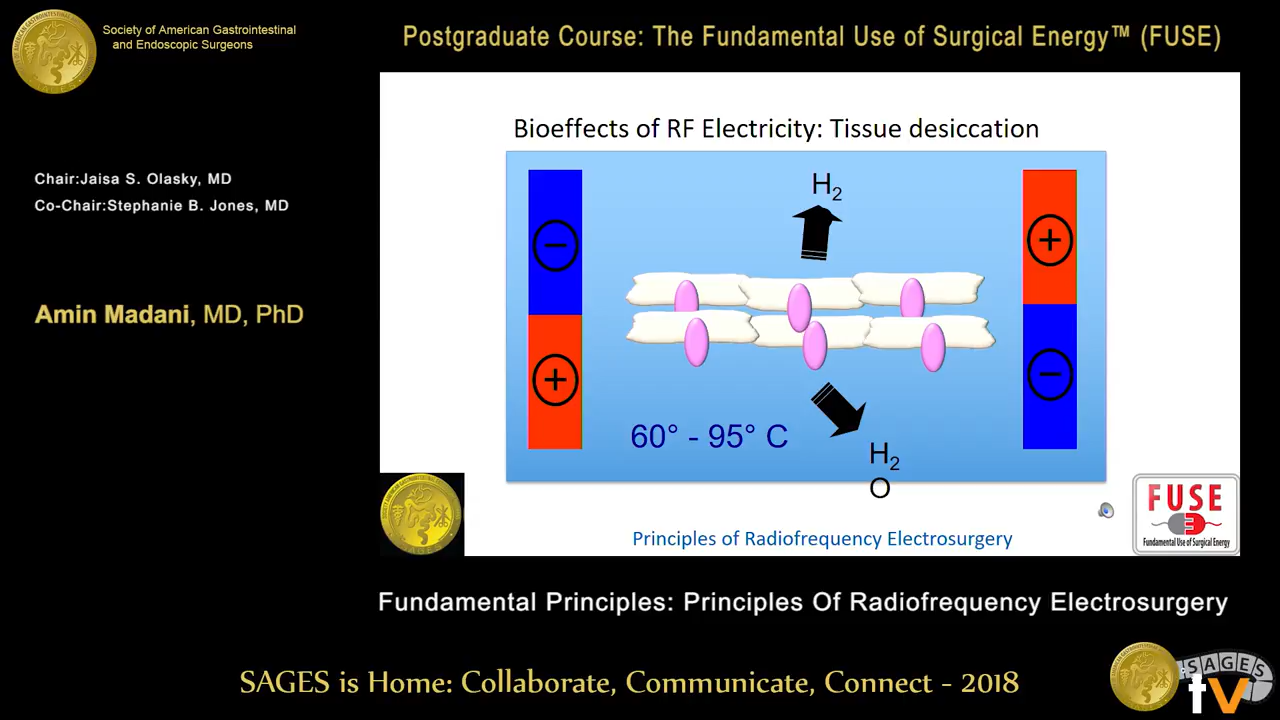 Society of American Gastrointestinal
and Endoscopic Surgeons
Postgraduate Course: The Fundamental Use of Surgical Energy™ (FUSE)
Chair:Jaisa S. Olasky, MD
Co-Chair:Stephanie B. Jones, MD
Amin Madani, MD, PhD
Bioeffects of RF Electricity: Tissue desiccation
H2
− +
+ −
60° - 95° C
H2
O
Principles of Radiofrequency Electrosurgery
FUSE
Fundamental Use of Surgical Energy
Fundamental Principles: Principles Of Radiofrequency Electrosurgery
SAGES is Home: Collaborate, Communicate, Connect - 2018
SAGES
tv